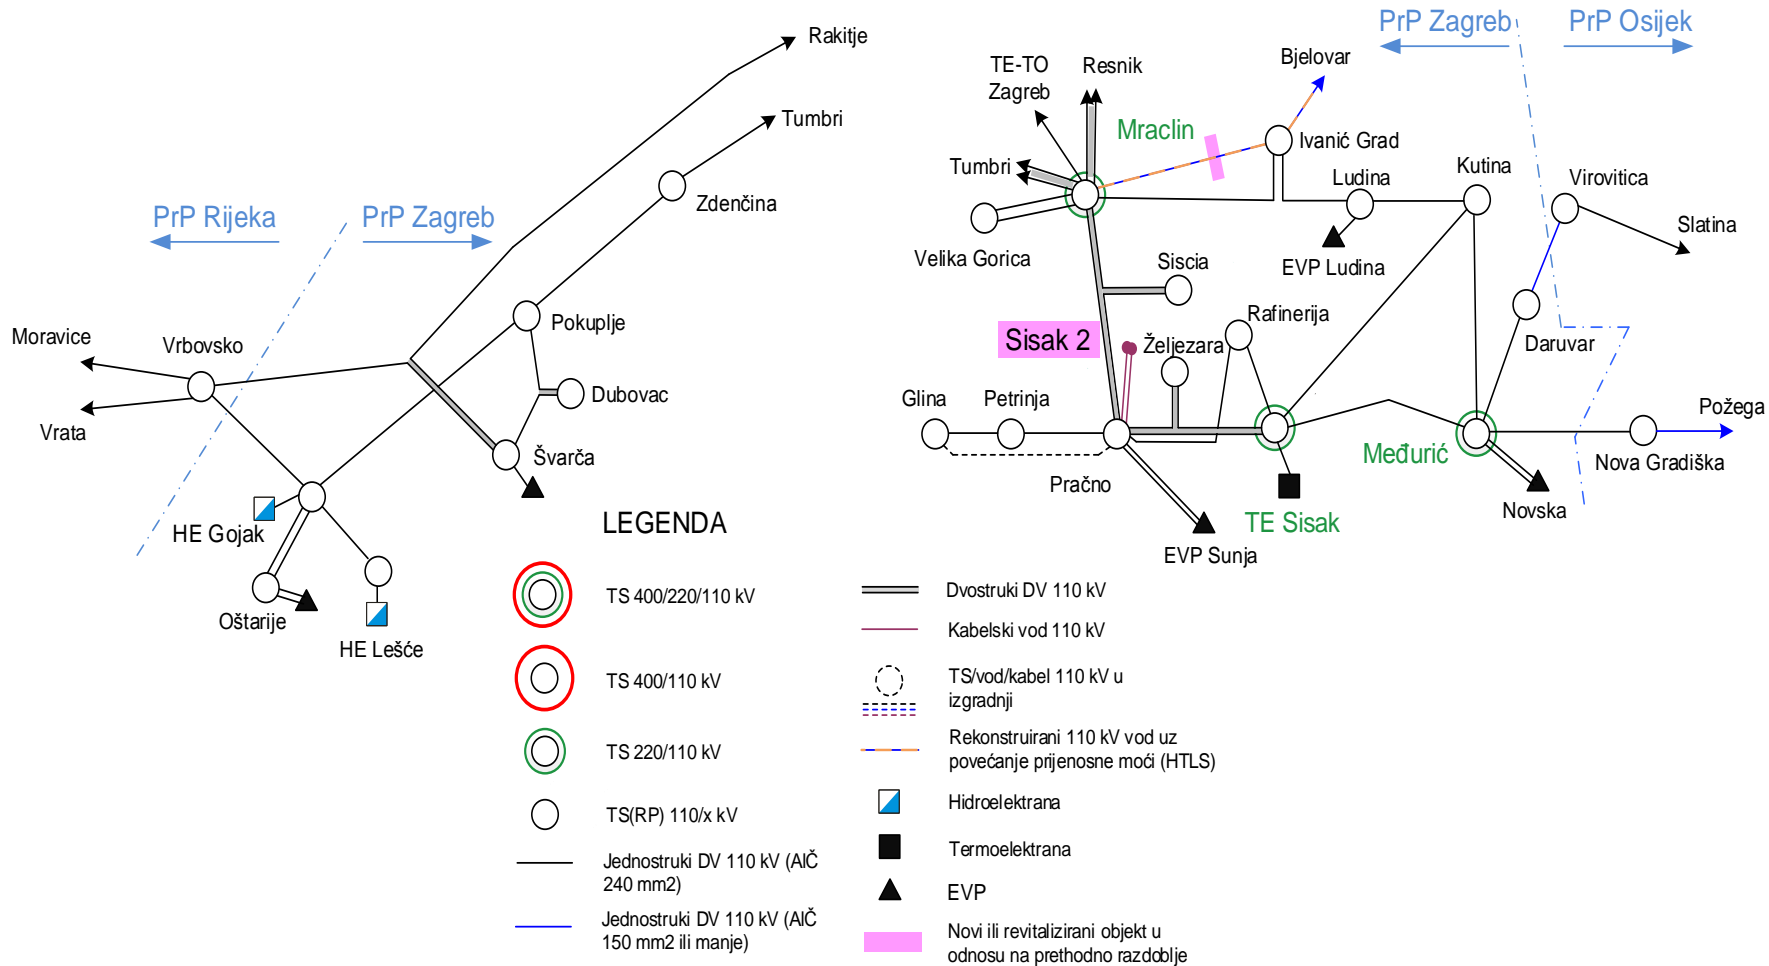 Rakitje
Tumbri
Zdenčina
PrP Rijeka
PrP Zagreb
Pokuplje
Moravice
Vrbovsko
Dubovac
Vrata
Švarča
HE Gojak
Oštarije
HE Lešće
PrP Zagreb
PrP Osijek
Bjelovar
TE-TO
Zagreb
Resnik
Mraclin
Ivanić Grad
Tumbri
Ludina
Kutina
Virovitica
Slatina
Velika Gorica
EVP Ludina
Siscia
Rafinerija
Sisak 2
Željezara
Daruvar
Glina
Petrinja
Požega
Međurić
Nova Gradiška
Pračno
Novska
TE Sisak
EVP Sunja
LEGENDA
TS 400/220/110 kV
TS 400/110 kV
TS 220/110 kV
TS(RP) 110/x kV
Jednostruki DV 110 kV (AlČ
240 mm2)
Jednostruki DV 110 kV (AlČ
150 mm2 ili manje)
Dvostruki DV 110 kV
Kabelski vod 110 kV
TS/vod/kabel 110 kV u
izgradnji
Rekonstruirani 110 kV vod uz
povećanje prijenosne moći (HTLS)
Hidroelektrana
Termoelektrana
EVP
Novi ili revitalizirani objekt u
odnosu na prethodno razdoblje